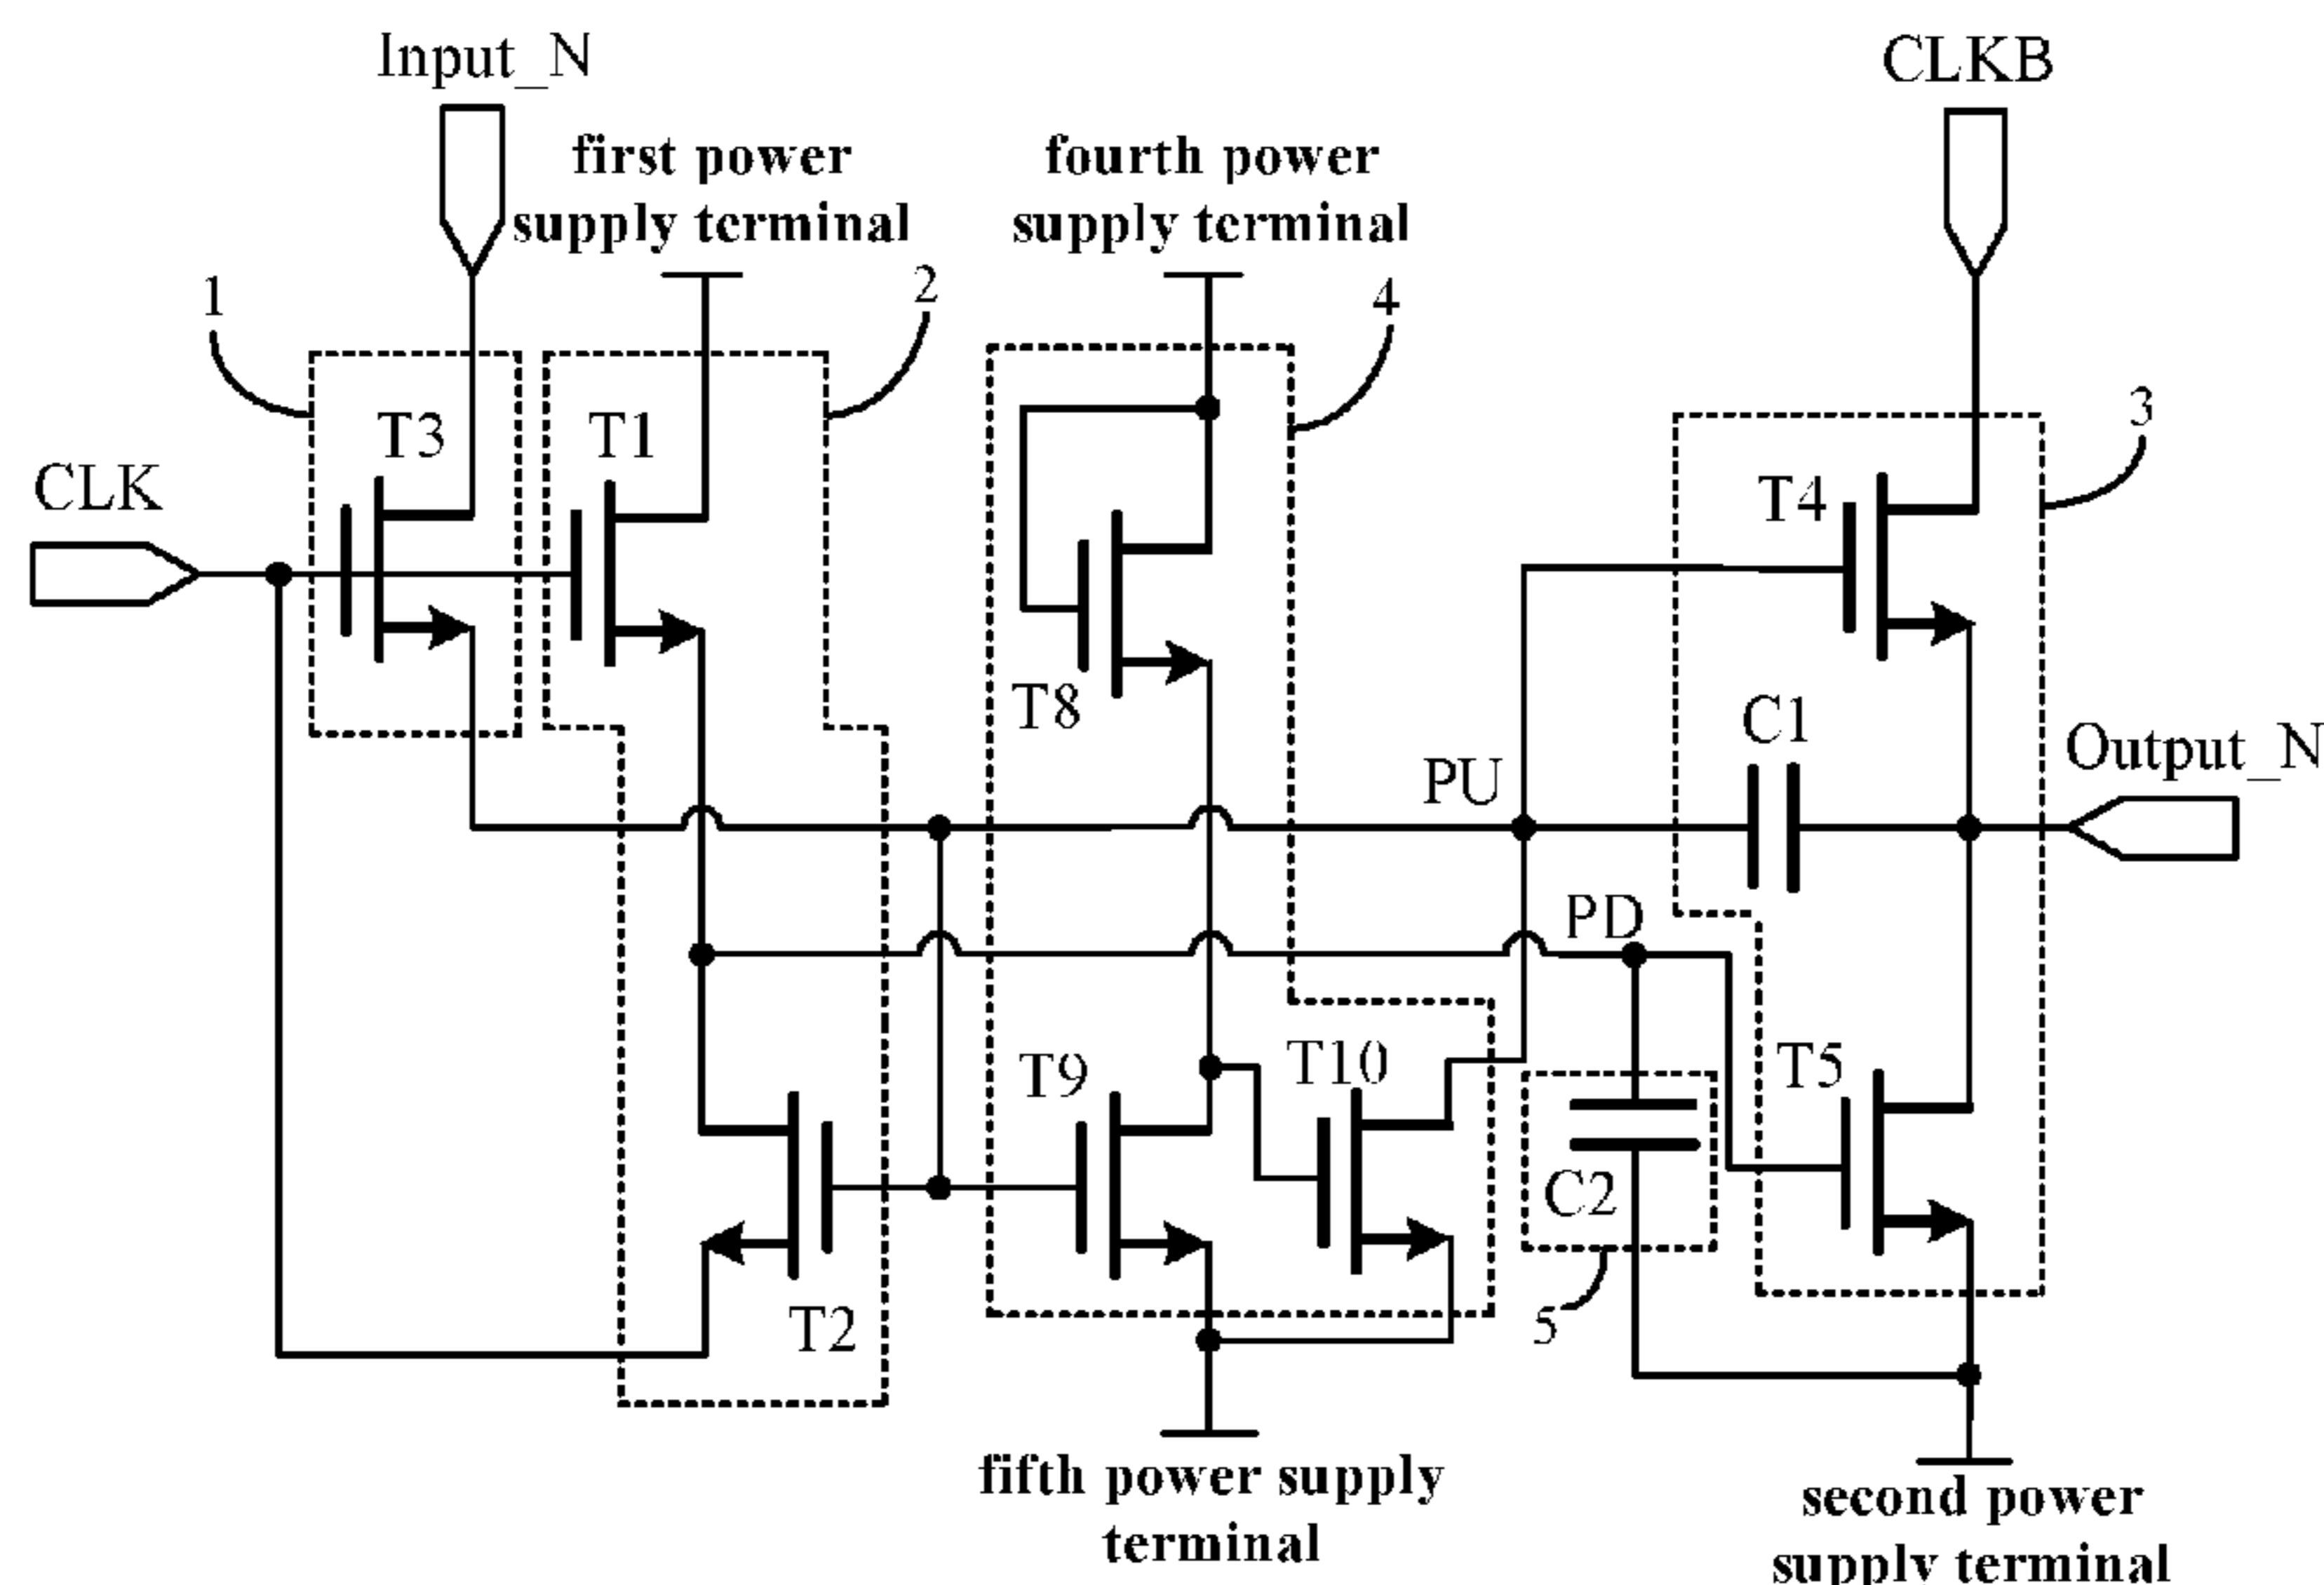 Input_N
CLKB
first power
supply terminal
fourth power
supply terminal
1
2
4
3
T3
T1
CLK
T4
T8
C1
Output_N
PU
PD
T9
T10
T5
C2
T2
5
fifth power supply
terminal
second power
supply terminal